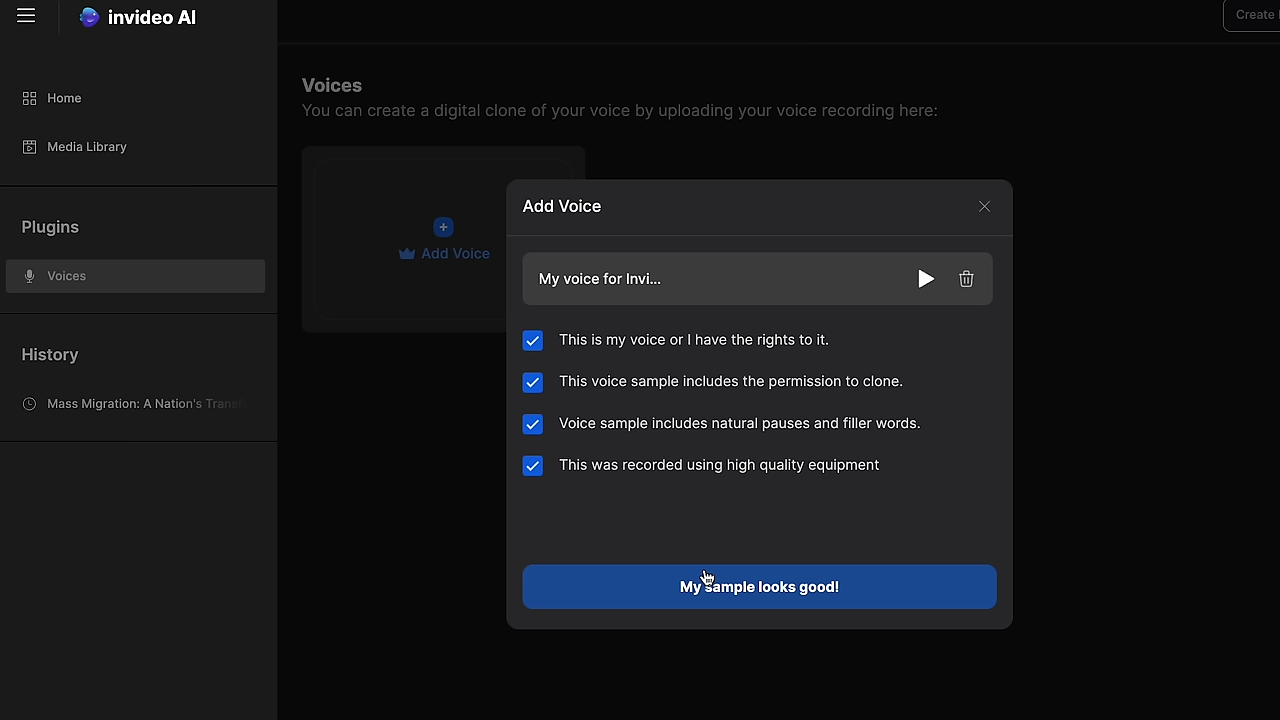 invideo AI
Create
Home
Media Library
Plugins
Voices
History
Mass Migration: A Nation's
Voices
You can create a digital clone of your voice by uploading your voice recording here:
Add Voice
Add Voice
My voice for Invi...
This is my voice or I have the rights to it.
This voice sample includes the permission to clone.
Voice sample includes natural pauses and filler words.
This was recorded using high quality equipment
My sample looks good!